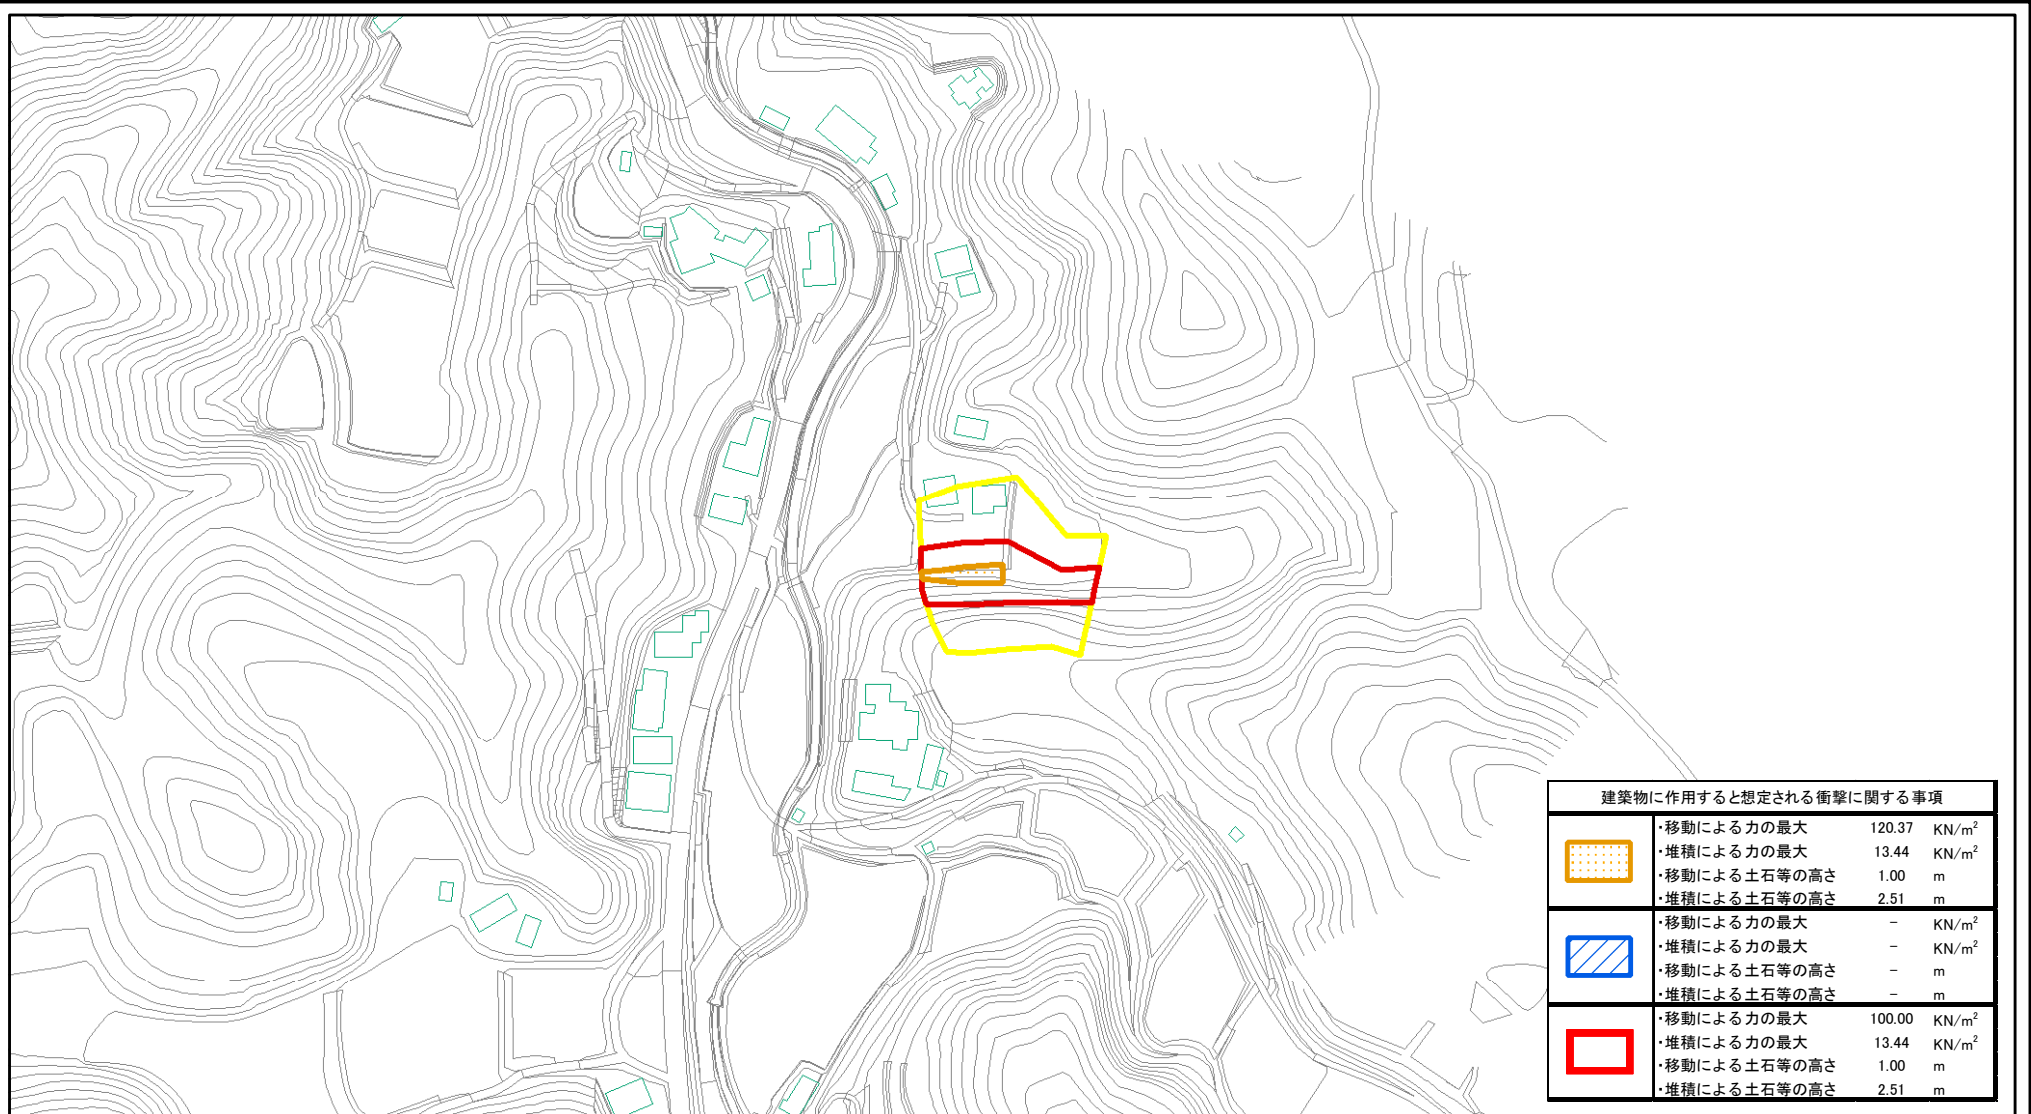 建築物に作用すると想定される衝撃に関する事項
・移動による力の最大 120.37 KN/m²
・堆積による力の最大 13.44 KN/m²
・移動による土石等の高さ 1.00 m
・堆積による土石等の高さ 2.51 m
・移動による力の最大 － KN/m²
・堆積による力の最大 － KN/m²
・移動による土石等の高さ － m
・堆積による土石等の高さ － m
・移動による力の最大 100.00 KN/m²
・堆積による力の最大 13.44 KN/m²
・移動による土石等の高さ 1.00 m
・堆積による土石等の高さ 2.51 m